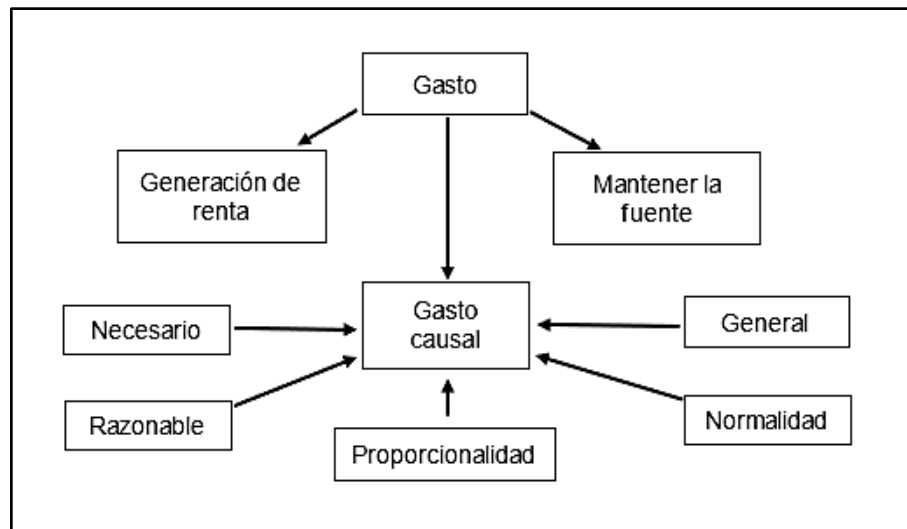 Gasto
Generación de
renta
Mantener la
fuente
Gasto
causal
Necesario
General
Razonable
Normalidad
Proporcionalidad